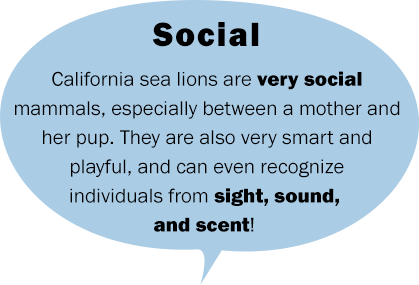 Social
California sea lions are very social
mammals, especially between a mother and
her pup. They are also very smart and
playful, and can even recognize
individuals from sight, sound,
and scent!